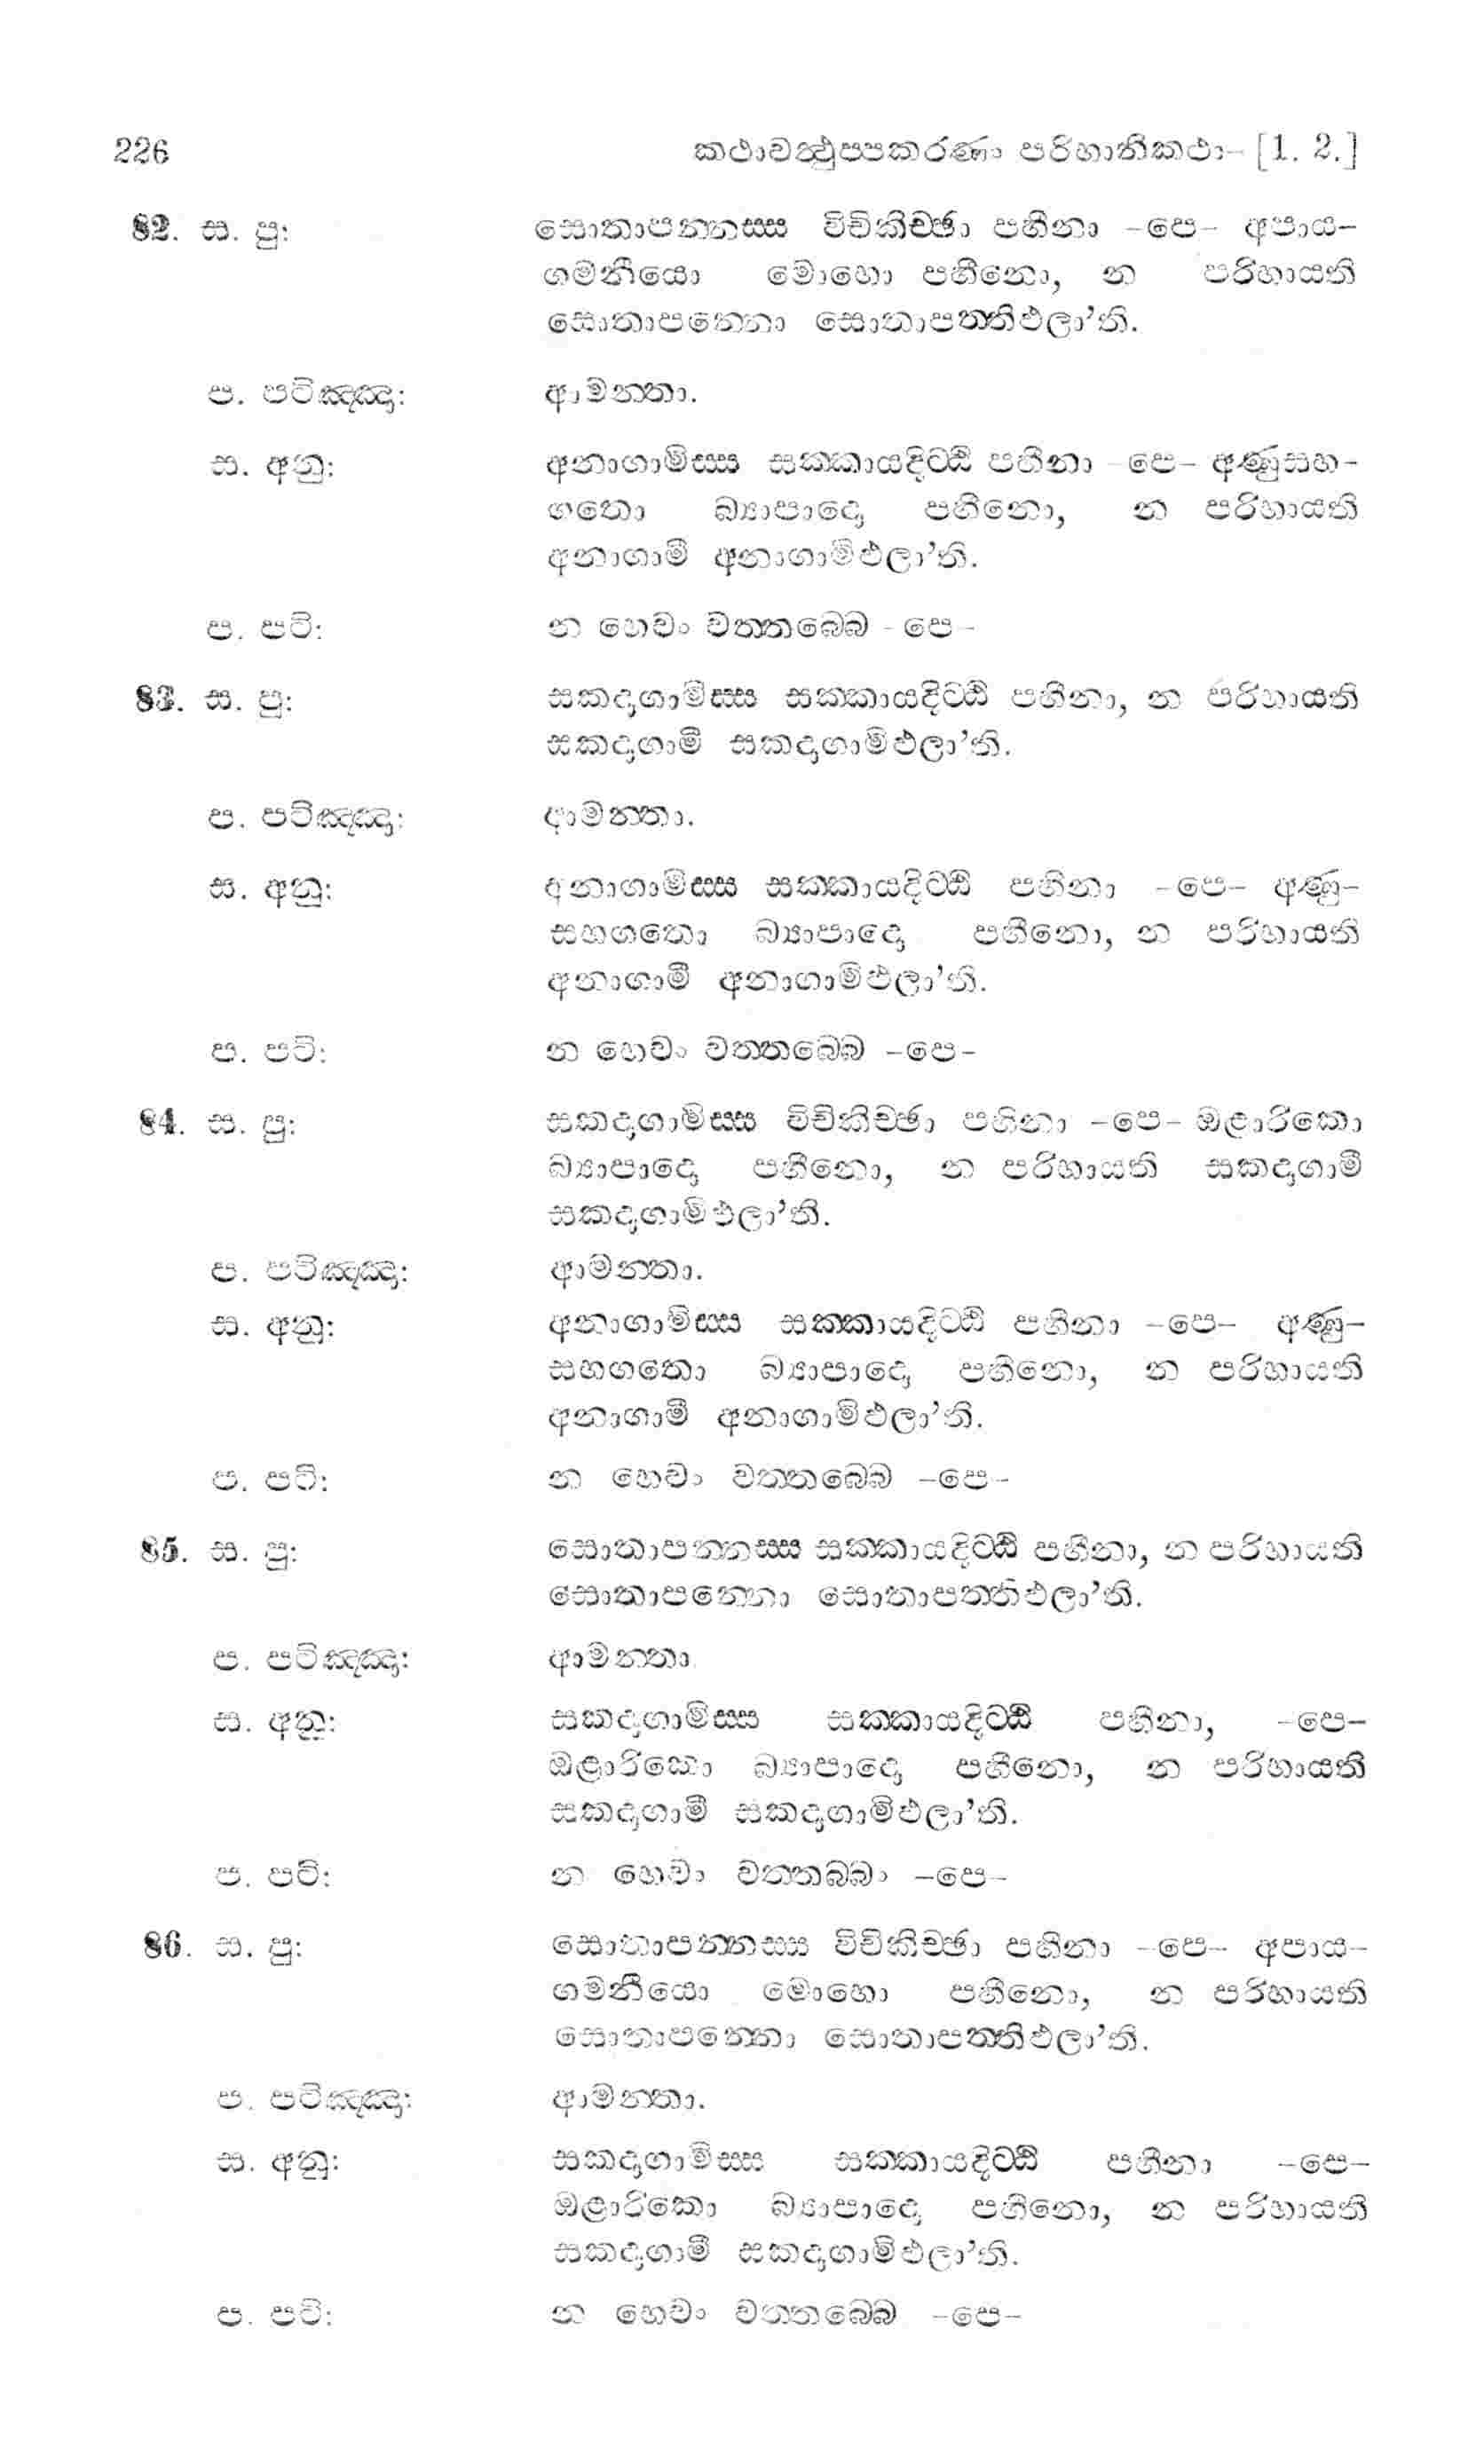 226 කථාවත්ථුප්පකරණං පරිහානිකථා- [1. 2.]
82. ස. පු: සොතාපන්නස්ස විචිකිච්ඡා පහීනා -පෙ- අපාය-
ගමනීයො මොහො පහීනො, න පරිහායති
සොතාපන්නො සොතාපත්තිඵලා’ති.
ප. පටිඤ්ඤා: ආමන්තා.
ස. අනු: අනාගාමිස්ස සක්කායදිට්ඨි පහීනා -පෙ- අණුසහ-
ගතො බ්‍යාපාදො පහීනො, න පරිහායති
අනාගාමී අනාගාමිඵලා’ති.
ප. පටි: න හෙවං වත්තබ්බෙ -පෙ-
83. ස. පු: සකදාගාමිස්ස සක්කායදිට්ඨි පහීනා, න පරිහායති
සකදාගාමී සකදාගාමිඵලා’ති.
ප. පටිඤ්ඤා: ආමන්තා.
ස. අනු: අනාගාමිස්ස සක්කායදිට්ඨි පහීනා -පෙ- අණු-
සහගතො බ්‍යාපාදො පහීනො, න පරිහායති
අනාගාමී අනාගාමිඵලා’ති.
ප. පටි: න හෙවං වත්තබ්බෙ -පෙ-
84. ස. පු: සකදාගාමිස්ස විචිකිච්ඡා පහීනා -පෙ- ඔළාරිකො
බ්‍යාපාදො පහීනො, න පරිහායති සකදාගාමී
සකදාගාමිඵලා’ති.
ප. පටිඤ්ඤා: ආමන්තා.
ස. අනු: අනාගාමිස්ස සක්කායදිට්ඨි පහීනා -පෙ- අණු-
සහගතො බ්‍යාපාදො පහීනො, න පරිහායති
අනාගාමී අනාගාමිඵලා’ති.
ප. පටි: න හෙවං වත්තබ්බෙ -පෙ-
85. ස. පු: සොතාපන්නස්ස සක්කායදිට්ඨි පහීනා, න පරිහායති
සොතාපන්නො සොතාපත්තිඵලා’ති.
ප. පටිඤ්ඤා: ආමන්තා
ස. අනු: සකදාගාමිස්ස සක්කායදිට්ඨි පහීනා, -පෙ-
ඔළාරිකො බ්‍යාපාදො පහීනො, න පරිහායති
සකදාගාමී සකදාගාමිඵලා’ති.
ප. පටි: න හෙවං වත්තබ්බං -පෙ-
86. ස. පු: සොතාපන්නස්ස විචිකිච්ඡා පහීනා -පෙ- අපාය-
ගමනීයො මොහො පහීනො, න පරිහායති
සොතාපන්නො සොතාපත්තිඵලා’ති.
ප. පටිඤ්ඤා: ආමන්තා.
ස. අනු: සකදාගාමිස්ස සක්කායදිට්ඨි පහීනා -පෙ-
ඔළාරිකො බ්‍යාපාදො පහීනො, න පරිහායති
සකදාගාමී සකදාගාමිඵලා’ති.
ප. පටි: න හෙවං වත්තබ්බෙ -පෙ-